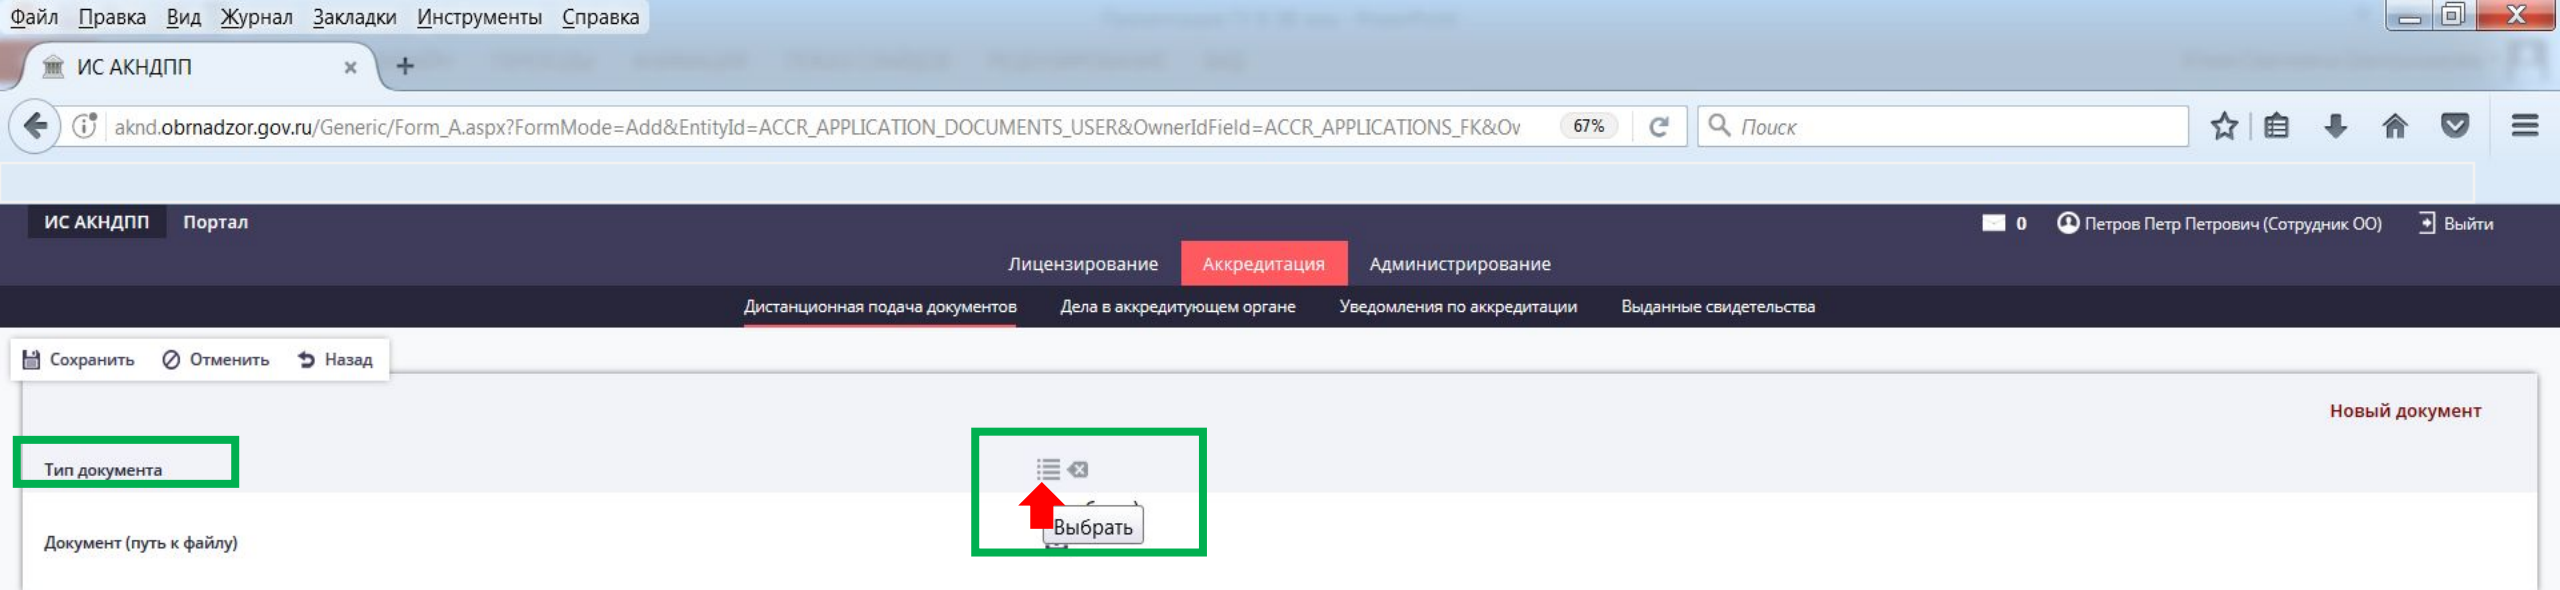 Файл Правка Вид Журнал Закладки Инструменты Справка
ИС АКНДПП
aknd.obrnadzor.gov.ru/Generic/Form_A.aspx?FormMode=Add&EntityId=ACCR_APPLICATION_DOCUMENTS_USER&OwnerIdField=ACCR_APPLICATIONS_FK&Ov 67% Поиск
ИС АКНДПП Портал 0 Петров Петр Петрович (Сотрудник ОО) Выйти
Лицензирование Аккредитация Администрирование
Дистанционная подача документов Дела в аккредитующем органе Уведомления по аккредитации Выданные свидетельства
Сохранить Отменить Назад
Новый документ
Тип документа
Выбрать
Документ (путь к файлу)